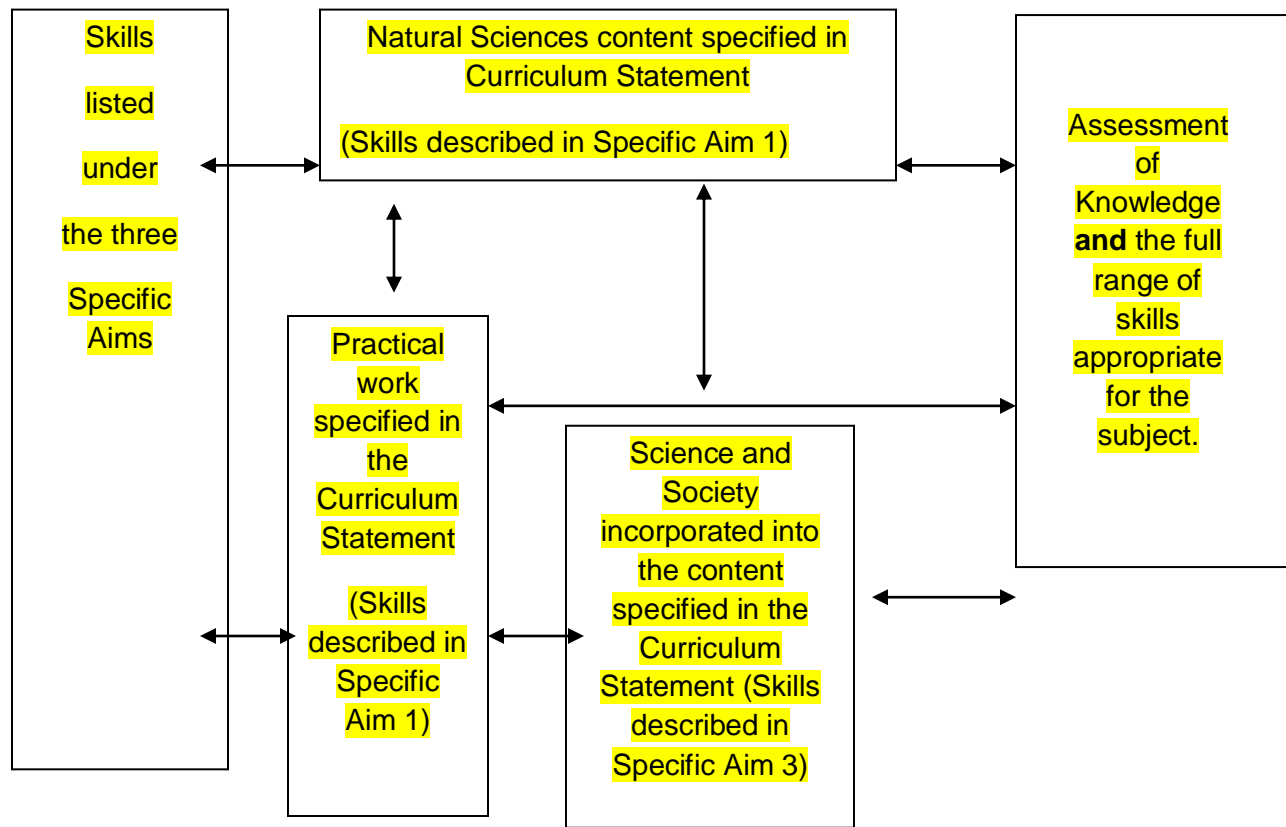 Skills
listed
under
the three
Specific
Aims
Natural Sciences content specified in
Curriculum Statement
(Skills described in Specific Aim 1)
Practical
work
specified in
the
Curriculum
Statement
(Skills
described in
Specific
Aim 1)
Science and
Society
incorporated into
the content
specified in the
Curriculum
Statement (Skills
described in
Specific Aim 3)
Assessment
of
Knowledge
and the full
range of
skills
appropriate
for the
subject.